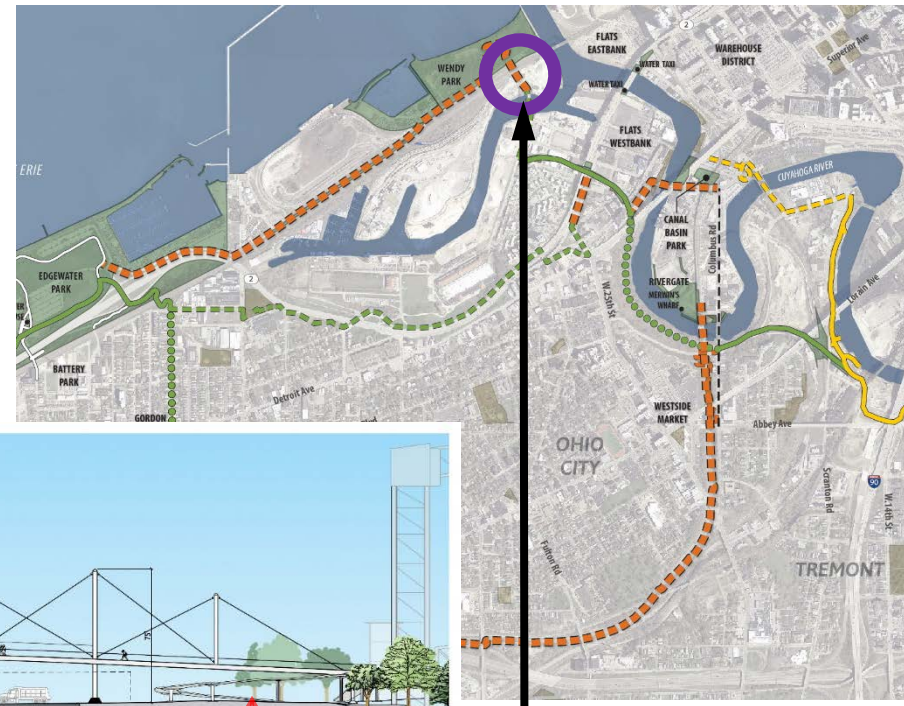 FLATS
EASTBANK
2
WAREHOUSE
DISTRICT
Superior Ave
WENDY
PARK
WATER TAXI
WATER TAXI
FLATS
WESTBANK
ERIE
CUYAHOGA RIVER
CANAL
BASIN
PARK
Columbus Rd
EDGEWATER
PARK
2
RIVERGATE
MERWIN'S
WHARF
Lorain Ave
W.25th St
BATTERY
PARK
Detroit Ave
GORDON
WESTSIDE
MARKET
Abbey Ave
OHIO
CITY
Scranton Rd
90
W.14th St
Fulton Rd
TREMONT
75'